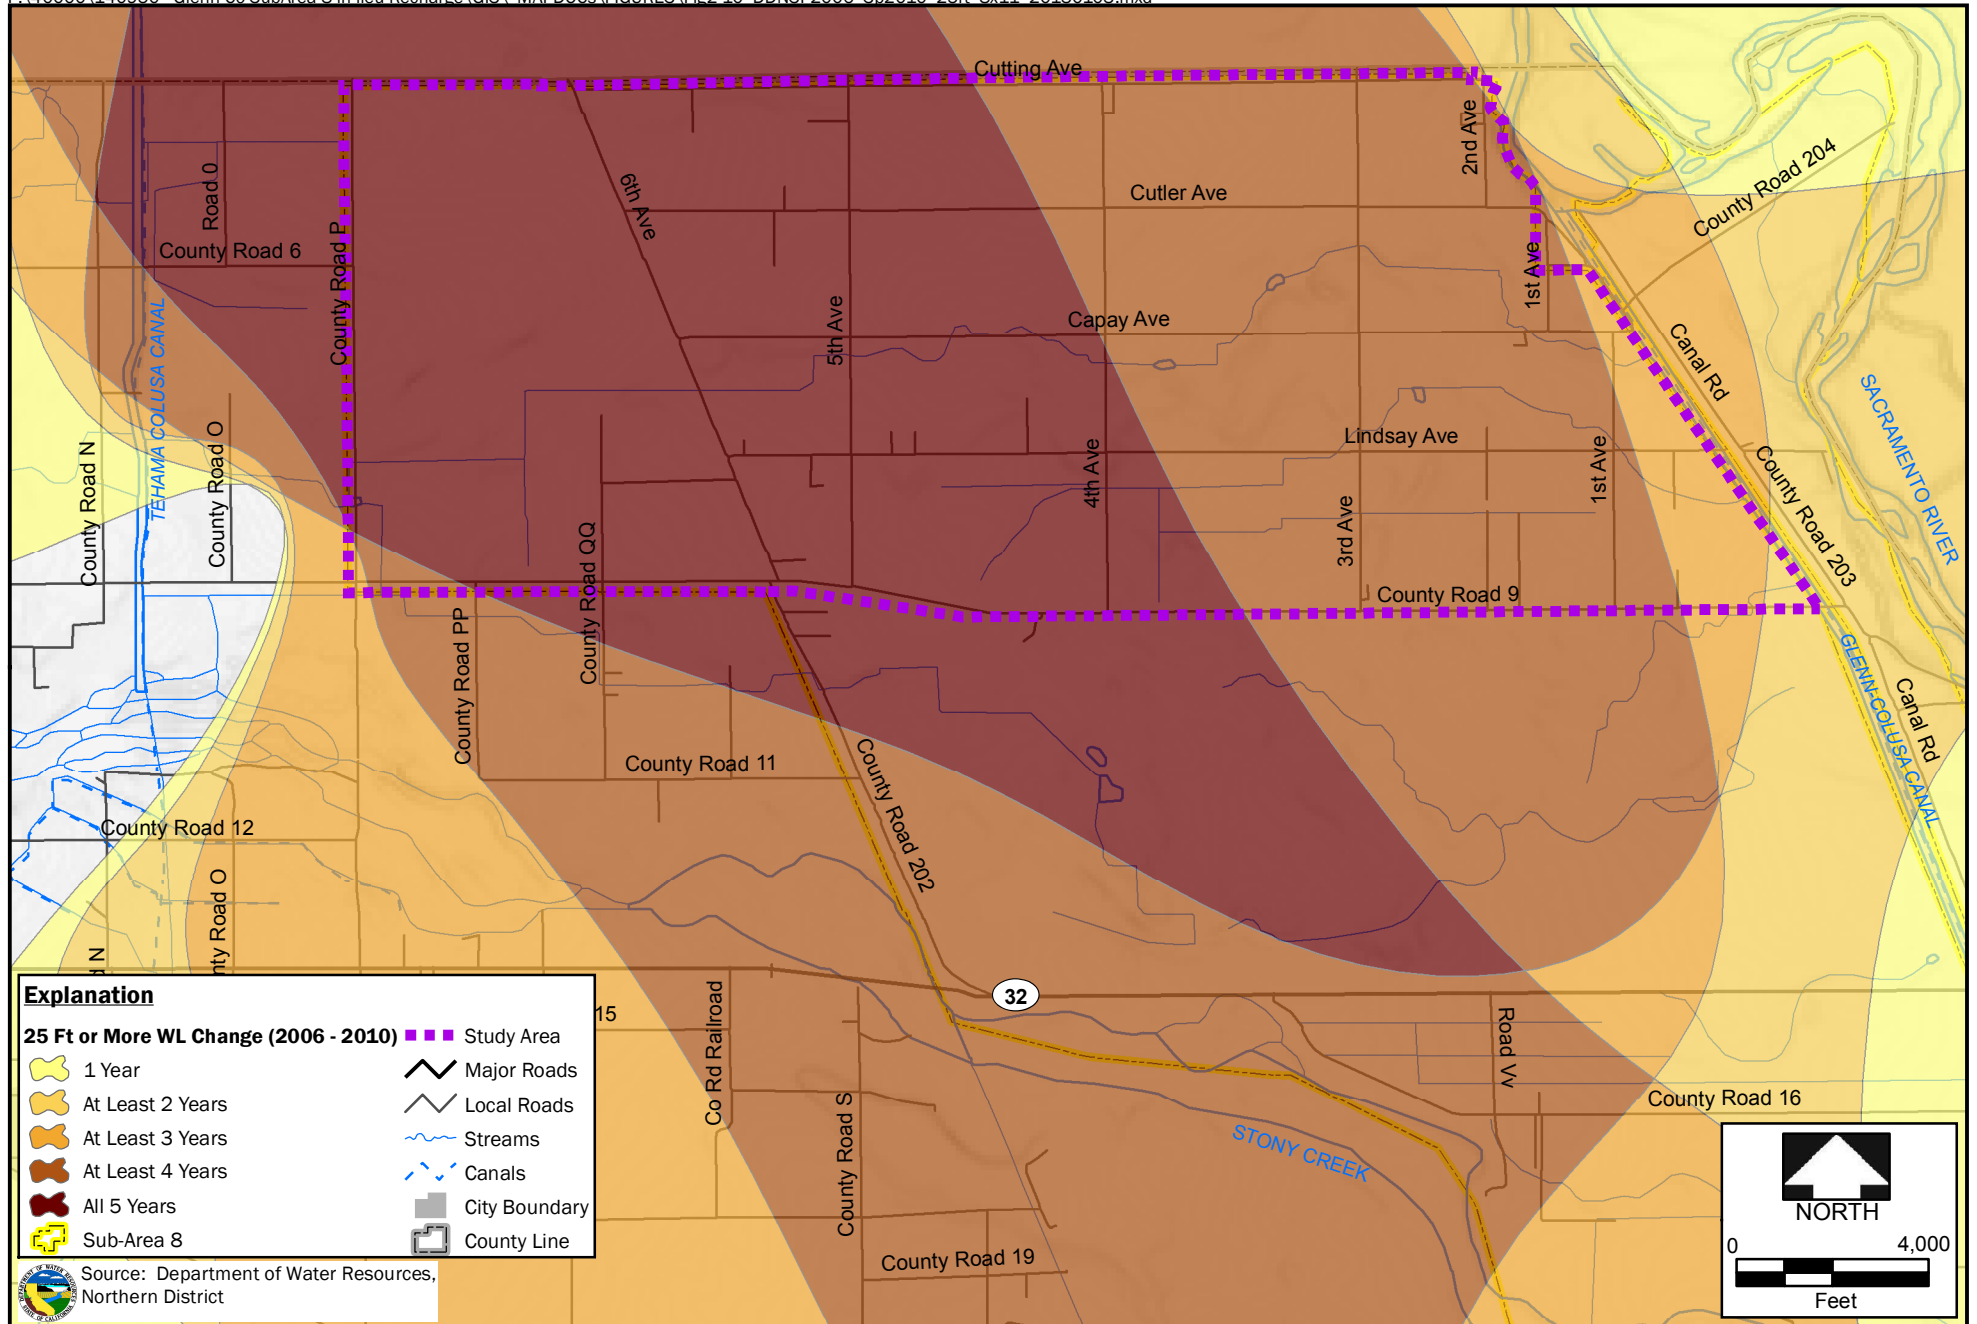 Cutting Ave
2nd Ave
County Road 204
6th Ave
Cutler Ave
Road 0
County Road P
County Road 6
1st Ave
5th Ave
Capay Ave
TEHAMA COLUSA CANAL
Canal Rd
SACRAMENTO RIVER
County Road N
County Road O
Lindsay Ave
4th Ave
1st Ave
3rd Ave
County Road 203
County Road QQ
County Road 9
County Road PP
GLENN-COLUSA CANAL
Canal Rd
County Road 11
County Road 202
County Road 12
nty Road O
d N
32
15
Co Rd Railroad
County Road S
Road Vv
County Road 16
STONY CREEK
County Road 19
Explanation
25 Ft or More WL Change (2006 - 2010)
1 Year
At Least 2 Years
At Least 3 Years
At Least 4 Years
All 5 Years
Sub-Area 8
Study Area
Major Roads
Local Roads
Streams
Canals
City Boundary
County Line
Source: Department of Water Resources,
Northern District
NORTH
0 4,000
Feet